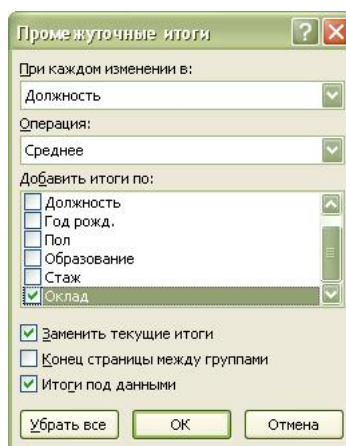 Промежуточные итоги
При каждом изменении в:
Должность
Операция:
Среднее
Добавить итоги по:
Должность
Год рожд.
Пол
Образование
Стаж
Оклад
Заменить текущие итоги
Конец страницы между группами
Итоги под данными
Убрать все ОК Отмена